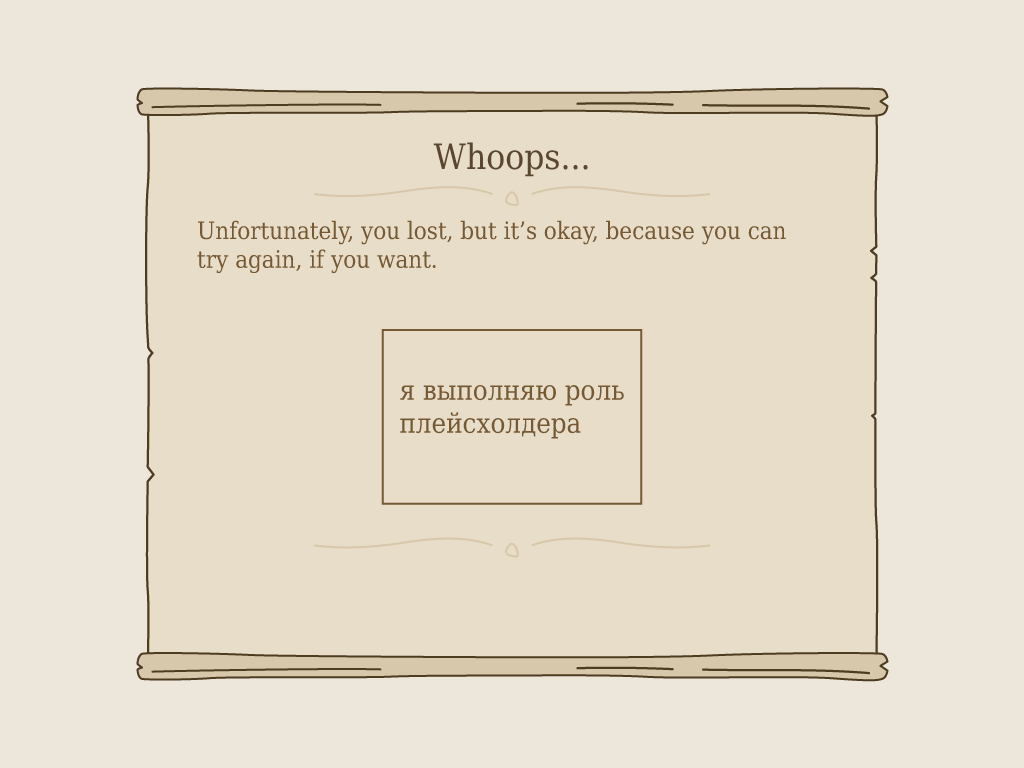 Whoops...
Unfortunately, you lost, but it’s okay, because you can
try again, if you want.
я выполняю роль
плейсхолдера